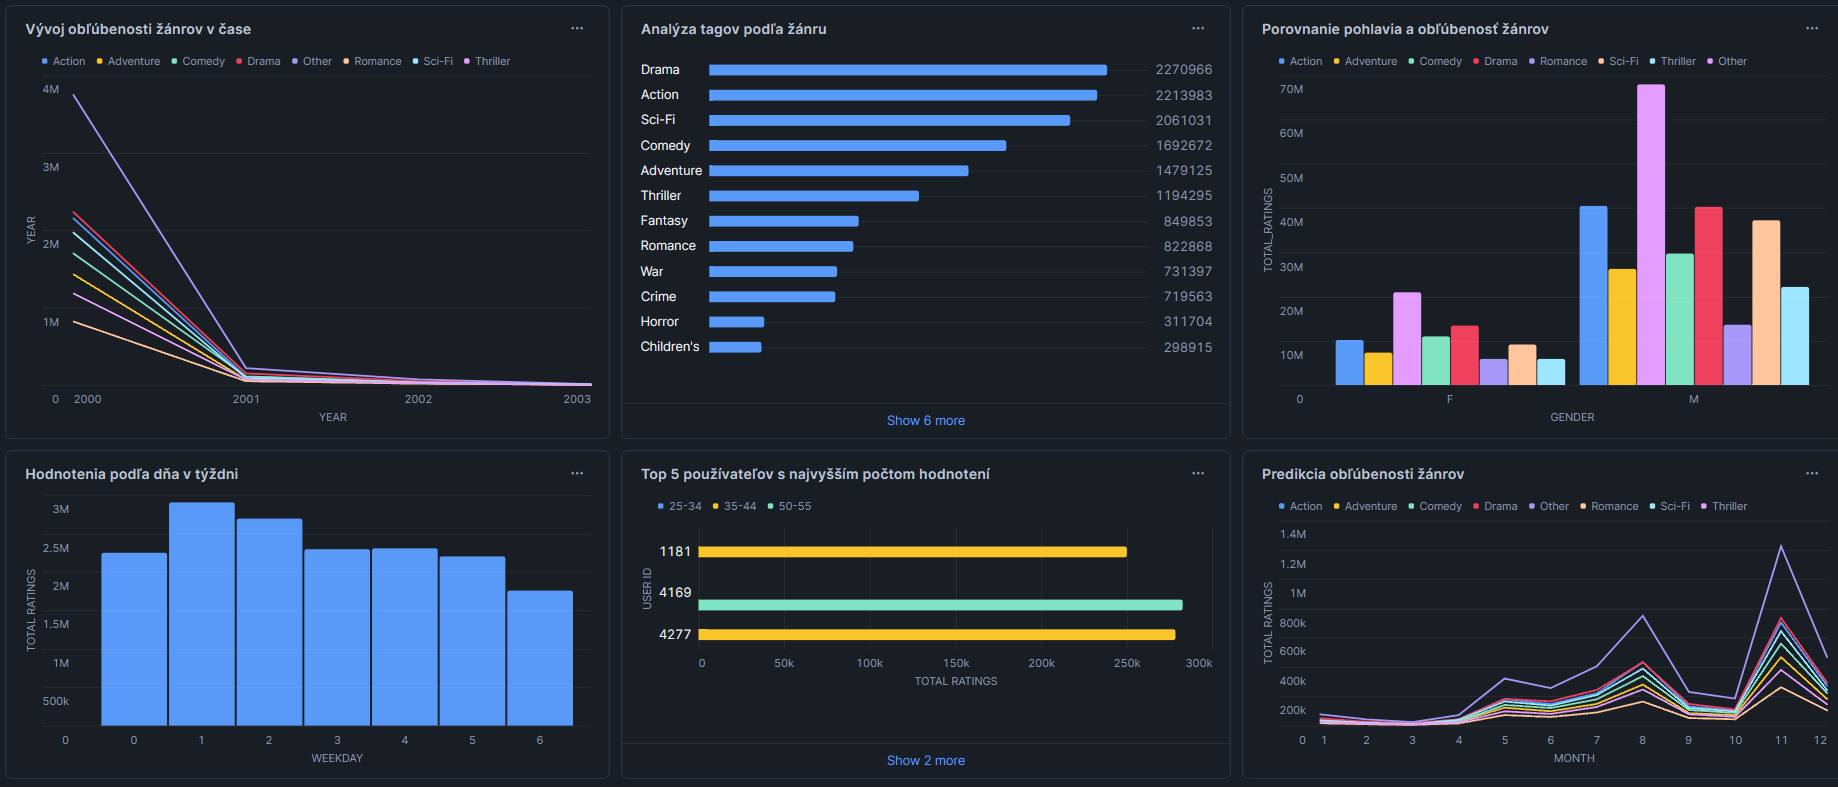 Vývoj obľúbenosti žánrov v čase
Action Adventure Comedy Drama Other Romance Sci-Fi Thriller
4M
3M
2M
1M
0
YEAR
2000 2001 2002 2003
YEAR
Analýza tagov podľa žánru
Drama 2270966
Action 2213983
Sci-Fi 2061031
Comedy 1692672
Adventure 1479125
Thriller 1194295
Fantasy 849853
Romance 822868
War 731397
Crime 719563
Horror 311704
Children's 298915
Show 6 more
Porovnanie pohlavia a obľúbenosť žánrov
Action Adventure Comedy Drama Romance Sci-Fi Thriller Other
70M
60M
50M
40M
30M
20M
10M
0
TOTAL_RATINGS
F M
GENDER
Hodnotenia podľa dňa v týždni
3M
2.5M
2M
1.5M
1M
500k
0
TOTAL RATINGS
0 1 2 3 4 5 6
WEEKDAY
Top 5 používateľov s najvyšším počtom hodnotení
25-34 35-44 50-55
1181
4169
4277
USER ID
0 50k 100k 150k 200k 250k 300k
TOTAL RATINGS
Show 2 more
Predikcia obľúbenosti žánrov
Action Adventure Comedy Drama Other Romance Sci-Fi Thriller
1.4M
1.2M
1M
800k
600k
400k
200k
0
TOTAL RATINGS
1 2 3 4 5 6 7 8 9 10 11 12
MONTH